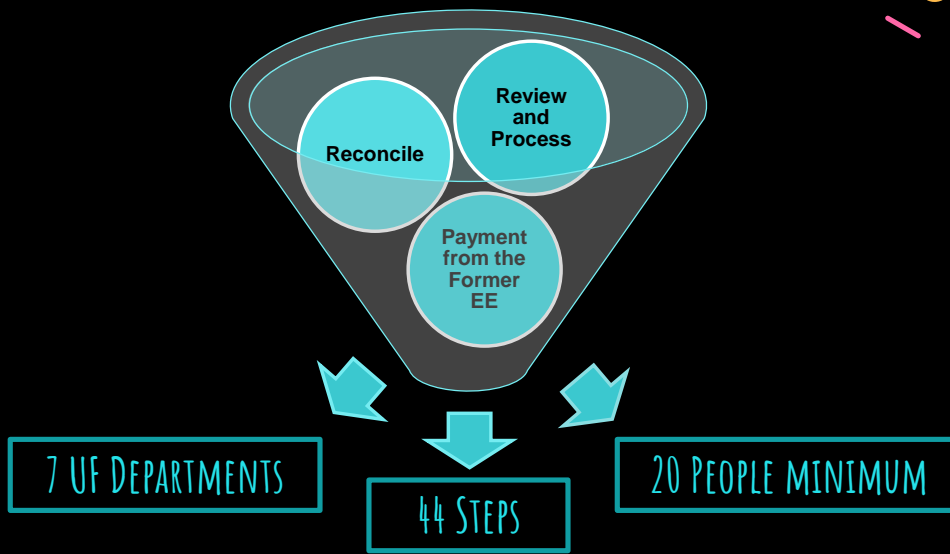 Review
and
Process
Reconcile
Payment
from the
Former
EE
7 UF Departments
44 Steps
20 People minimum